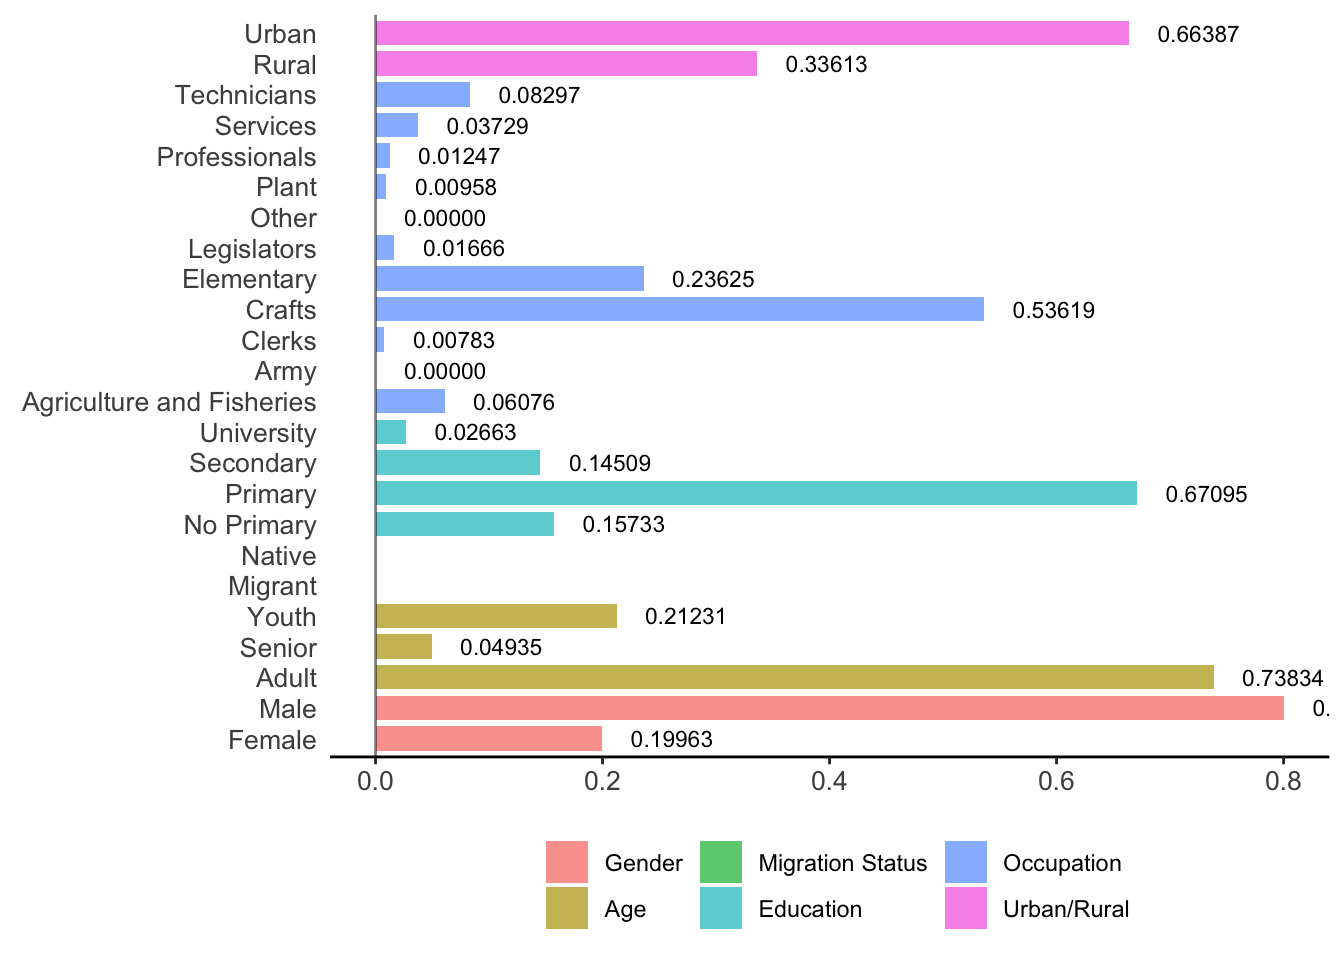 Urban 0.66387
Rural 0.33613
Technicians 0.08297
Services 0.03729
Professionals 0.01247
Plant 0.00958
Other 0.00000
Legislators 0.01666
Elementary 0.23625
Crafts 0.53619
Clerks 0.00783
Army 0.00000
Agriculture and Fisheries 0.06076
University 0.02663
Secondary 0.14509
Primary 0.67095
No Primary 0.15733
Native
Migrant
Youth 0.21231
Senior 0.04935
Adult 0.73834
Male 0.
Female 0.19963
0.0 0.2 0.4 0.6 0.8
Gender Migration Status Occupation
Age Education Urban/Rural